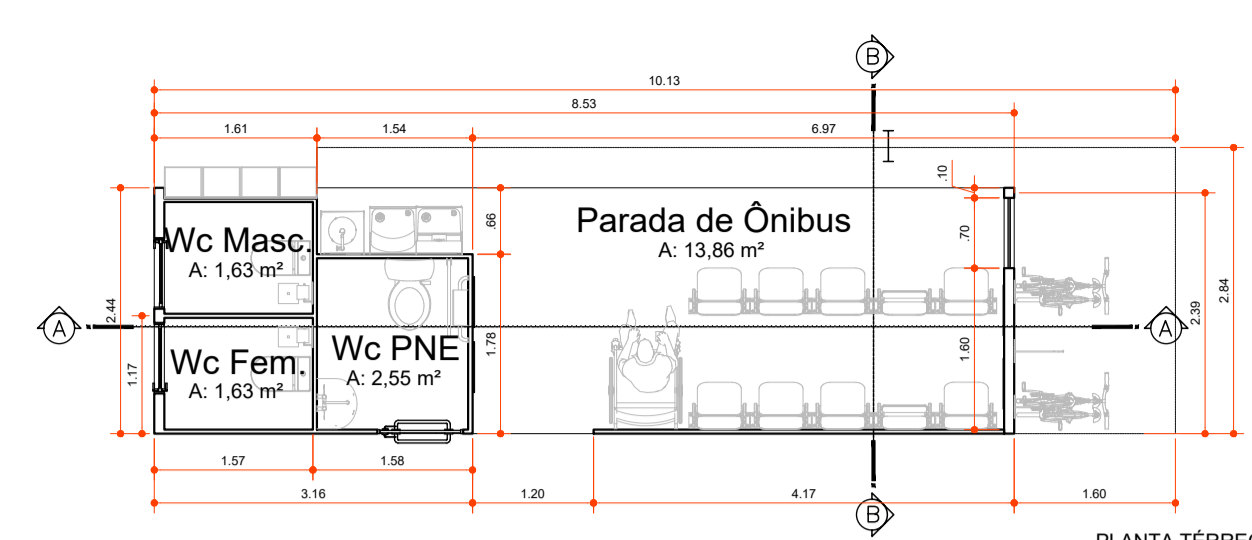 B
10.13
8.53
1.61
1.54
6.97
.10
.66
.70
Parada de Ônibus
A: 13,86 m²
Wc Masc.
A: 1,63 m²
2.44
2.84
2.39
A
A
1.17
Wc Fem.
A: 1,63 m²
Wc PNE
A: 2,55 m²
1.78
1.60
1.57
1.58
3.16
1.20
4.17
1.60
B